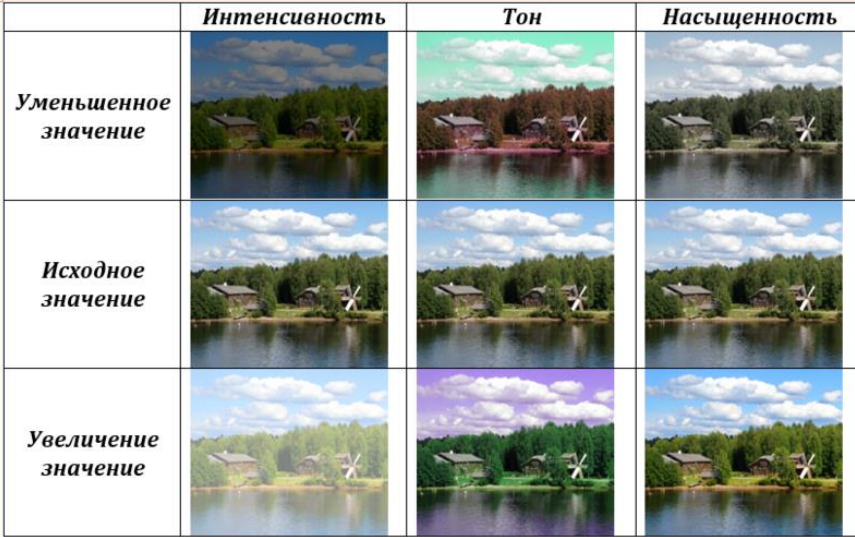 Интенсивность Тон Насыщенность
Уменьшенное
значение
Исходное
значение
Увеличение
значение